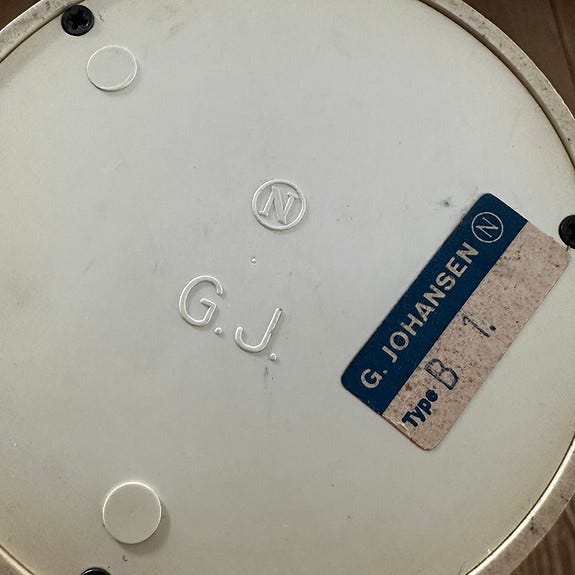 N
G.J.
G. JOHANSEN N
Type B 1.